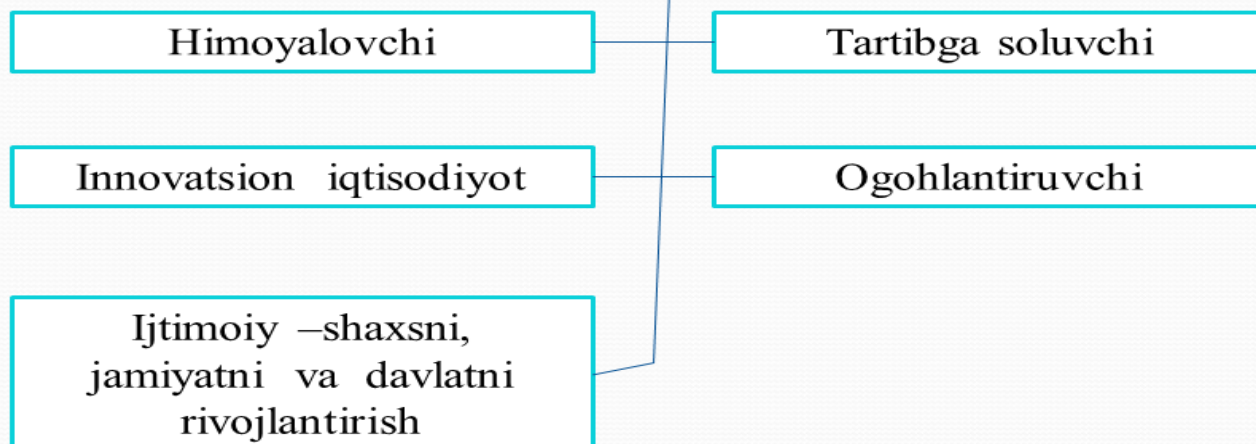 Himoyalovchi
Tartibga soluvchi
Innovatsion iqtisodiyot
Ogohlantiruvchi
Ijtimoiy –shaxsni,
jamiyatni va davlatni
rivojlantirish